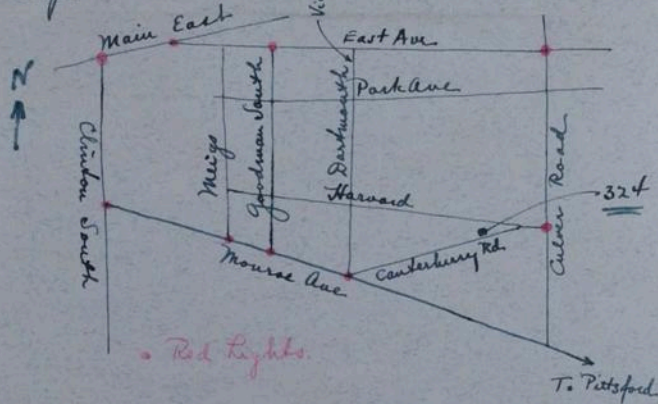 N
Main East
East Ave
Park Ave
Clinton South
Meigs
Goodman South
Dartmouth
Harvard
Culver Road
324
Monroe Ave
Canterbury Rd.
Red Lights.
To Pittsford